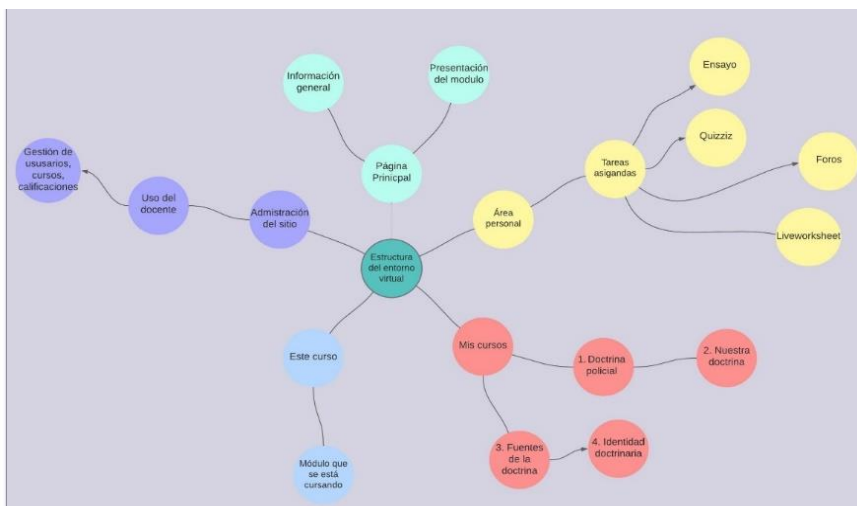 Información
general
Presentación
del modulo
Página
Prinicpal
Ensayo
Quizziz
Foros
Liveworksheet
Tareas
asigandas
Área
personal
Gestión de
ususarios,
cursos,
calificaciones
Uso del
docente
Admistración
del sitio
Estructura
del entorno
virtual
Este curso
Módulo que
se está
cursando
Mis cursos
1. Doctrina
policial
2. Nuestra
doctrina
3. Fuentes
de la
doctrina
4. Identidad
doctrinaria